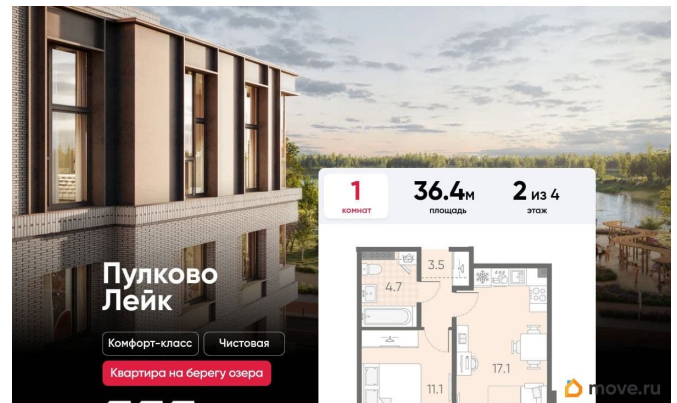 1
комнат
36.4м
площадь
2 из 4
этаж
3.5
4.7
17.1
11.1
Пулково
Лейк
Комфорт-класс
Чистовая
Квартира на берегу озера
move.ru